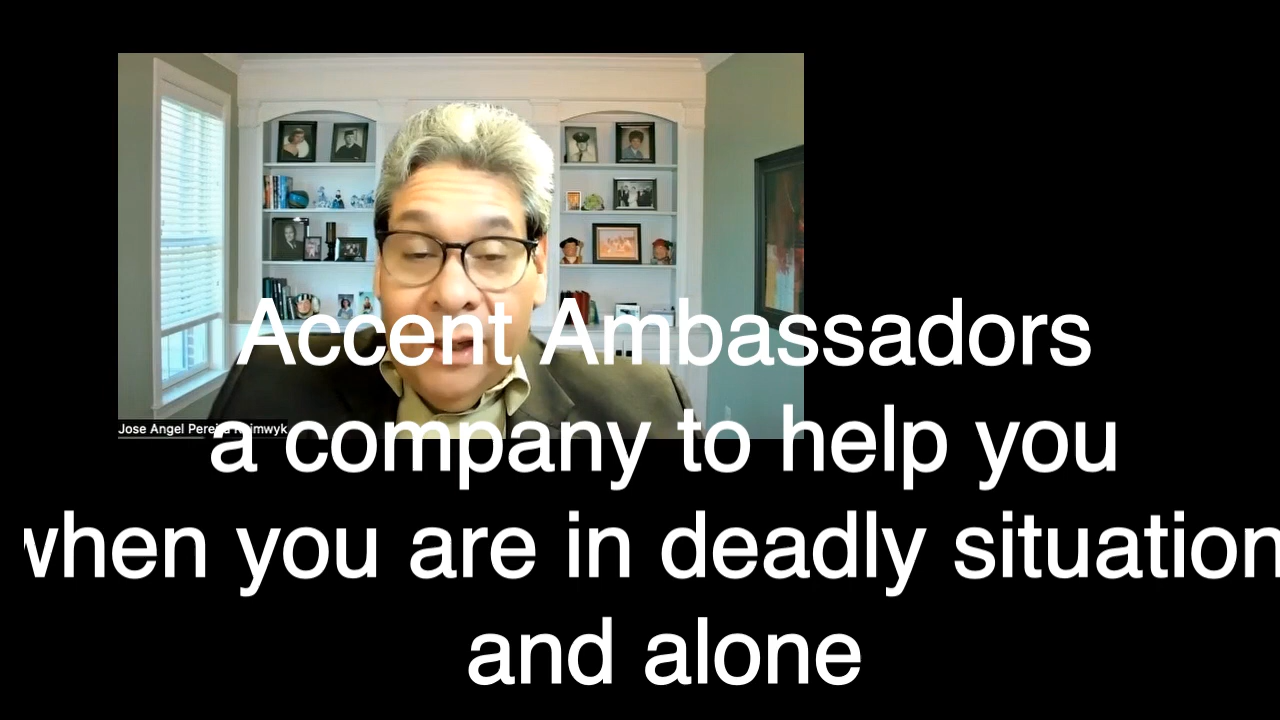 Accent Ambassadors
Jose Angel Pereira
a company to help you
when you are in deadly situation
and alone